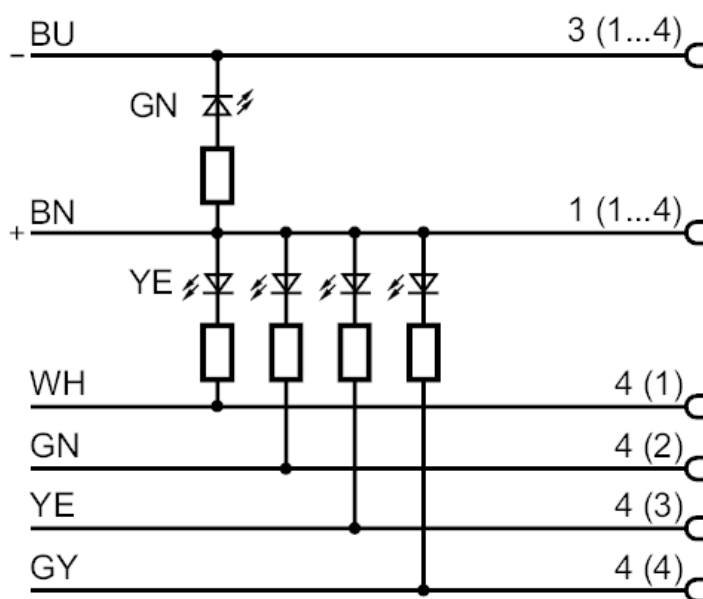 BU 3 (1...4)
−
GN
BN 1 (1...4)
+
YE
WH 4 (1)
GN 4 (2)
YE 4 (3)
GY 4 (4)